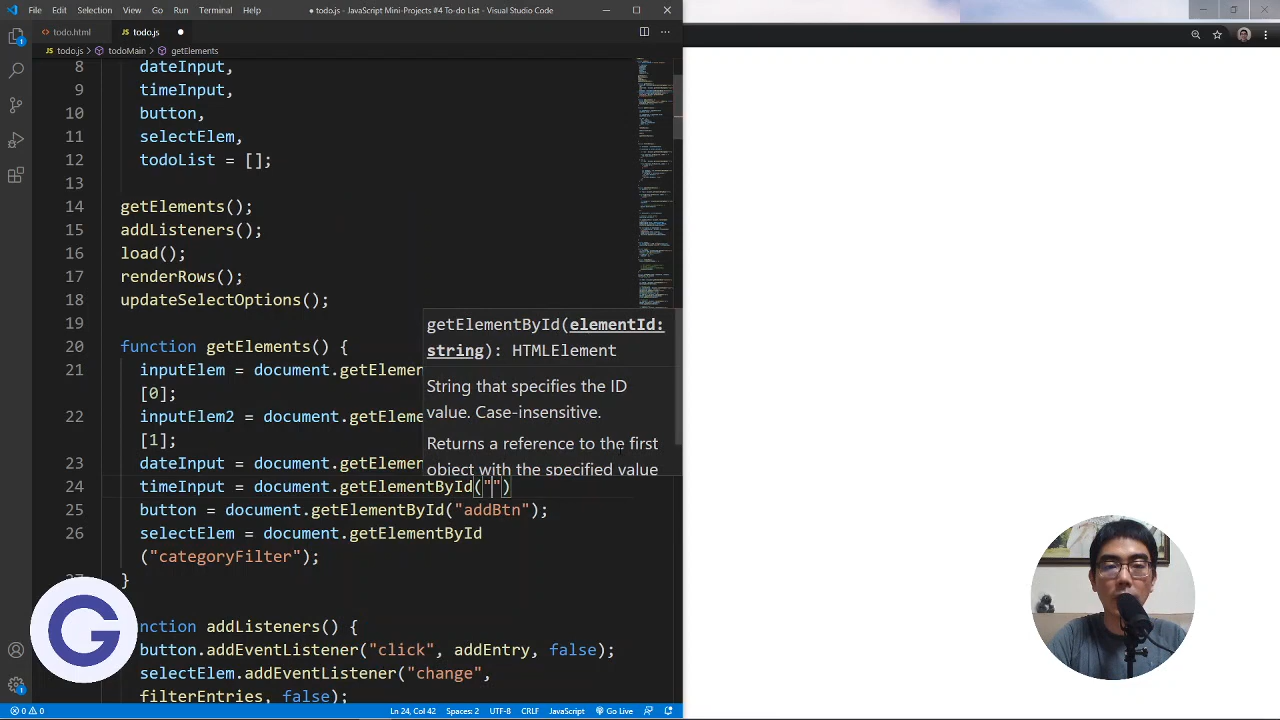 File Edit Selection View Go Run Terminal Help
todo.js - JavaScript Mini-Projects #4 To do List - Visual Studio Code
todo.html
todo.js
todo.js > todoMain > getElements
8 dateInput,
9 timeInput,
10 button,
11 selectElem,
12 todoList = [];
13
14 getElements();
15 addListeners();
16 load();
17 renderRows();
18 updateSelectOptions();
19
20 function getElements() {
21 inputElem = document.getElemen
[0];
22 inputElem2 = document.getEleme
[1];
23 dateInput = document.getElemen
24 timeInput = document.getElementById("")
25 button = document.getElementById("addBtn");
26 selectElem = document.getElementById
("categoryFilter");
27 }
nction addListeners() {
button.addEventListener("click", addEntry, false);
selectElem.addEventListener("change",
filterEntries, false);
getElementById(elementId:
string): HTMLElement
String that specifies the ID
value. Case-insensitive.
Returns a reference to the first
object with the specified value
G
0 0 Ln 24, Col 42 Spaces: 2 UTF-8 CRLF JavaScript Go Live